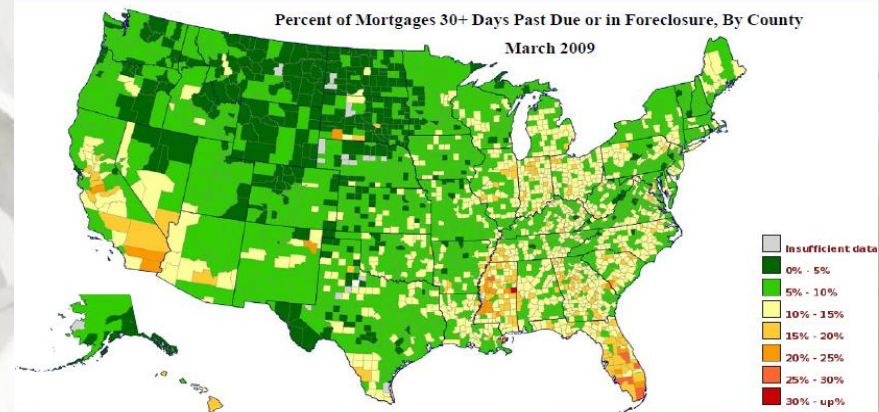 Percent of Mortgages 30+ Days Past Due or in Foreclosure, By County
March 2009
Insufficient data
0% - 5%
5% - 10%
10% - 15%
15% - 20%
20% - 25%
25% - 30%
30% - up%